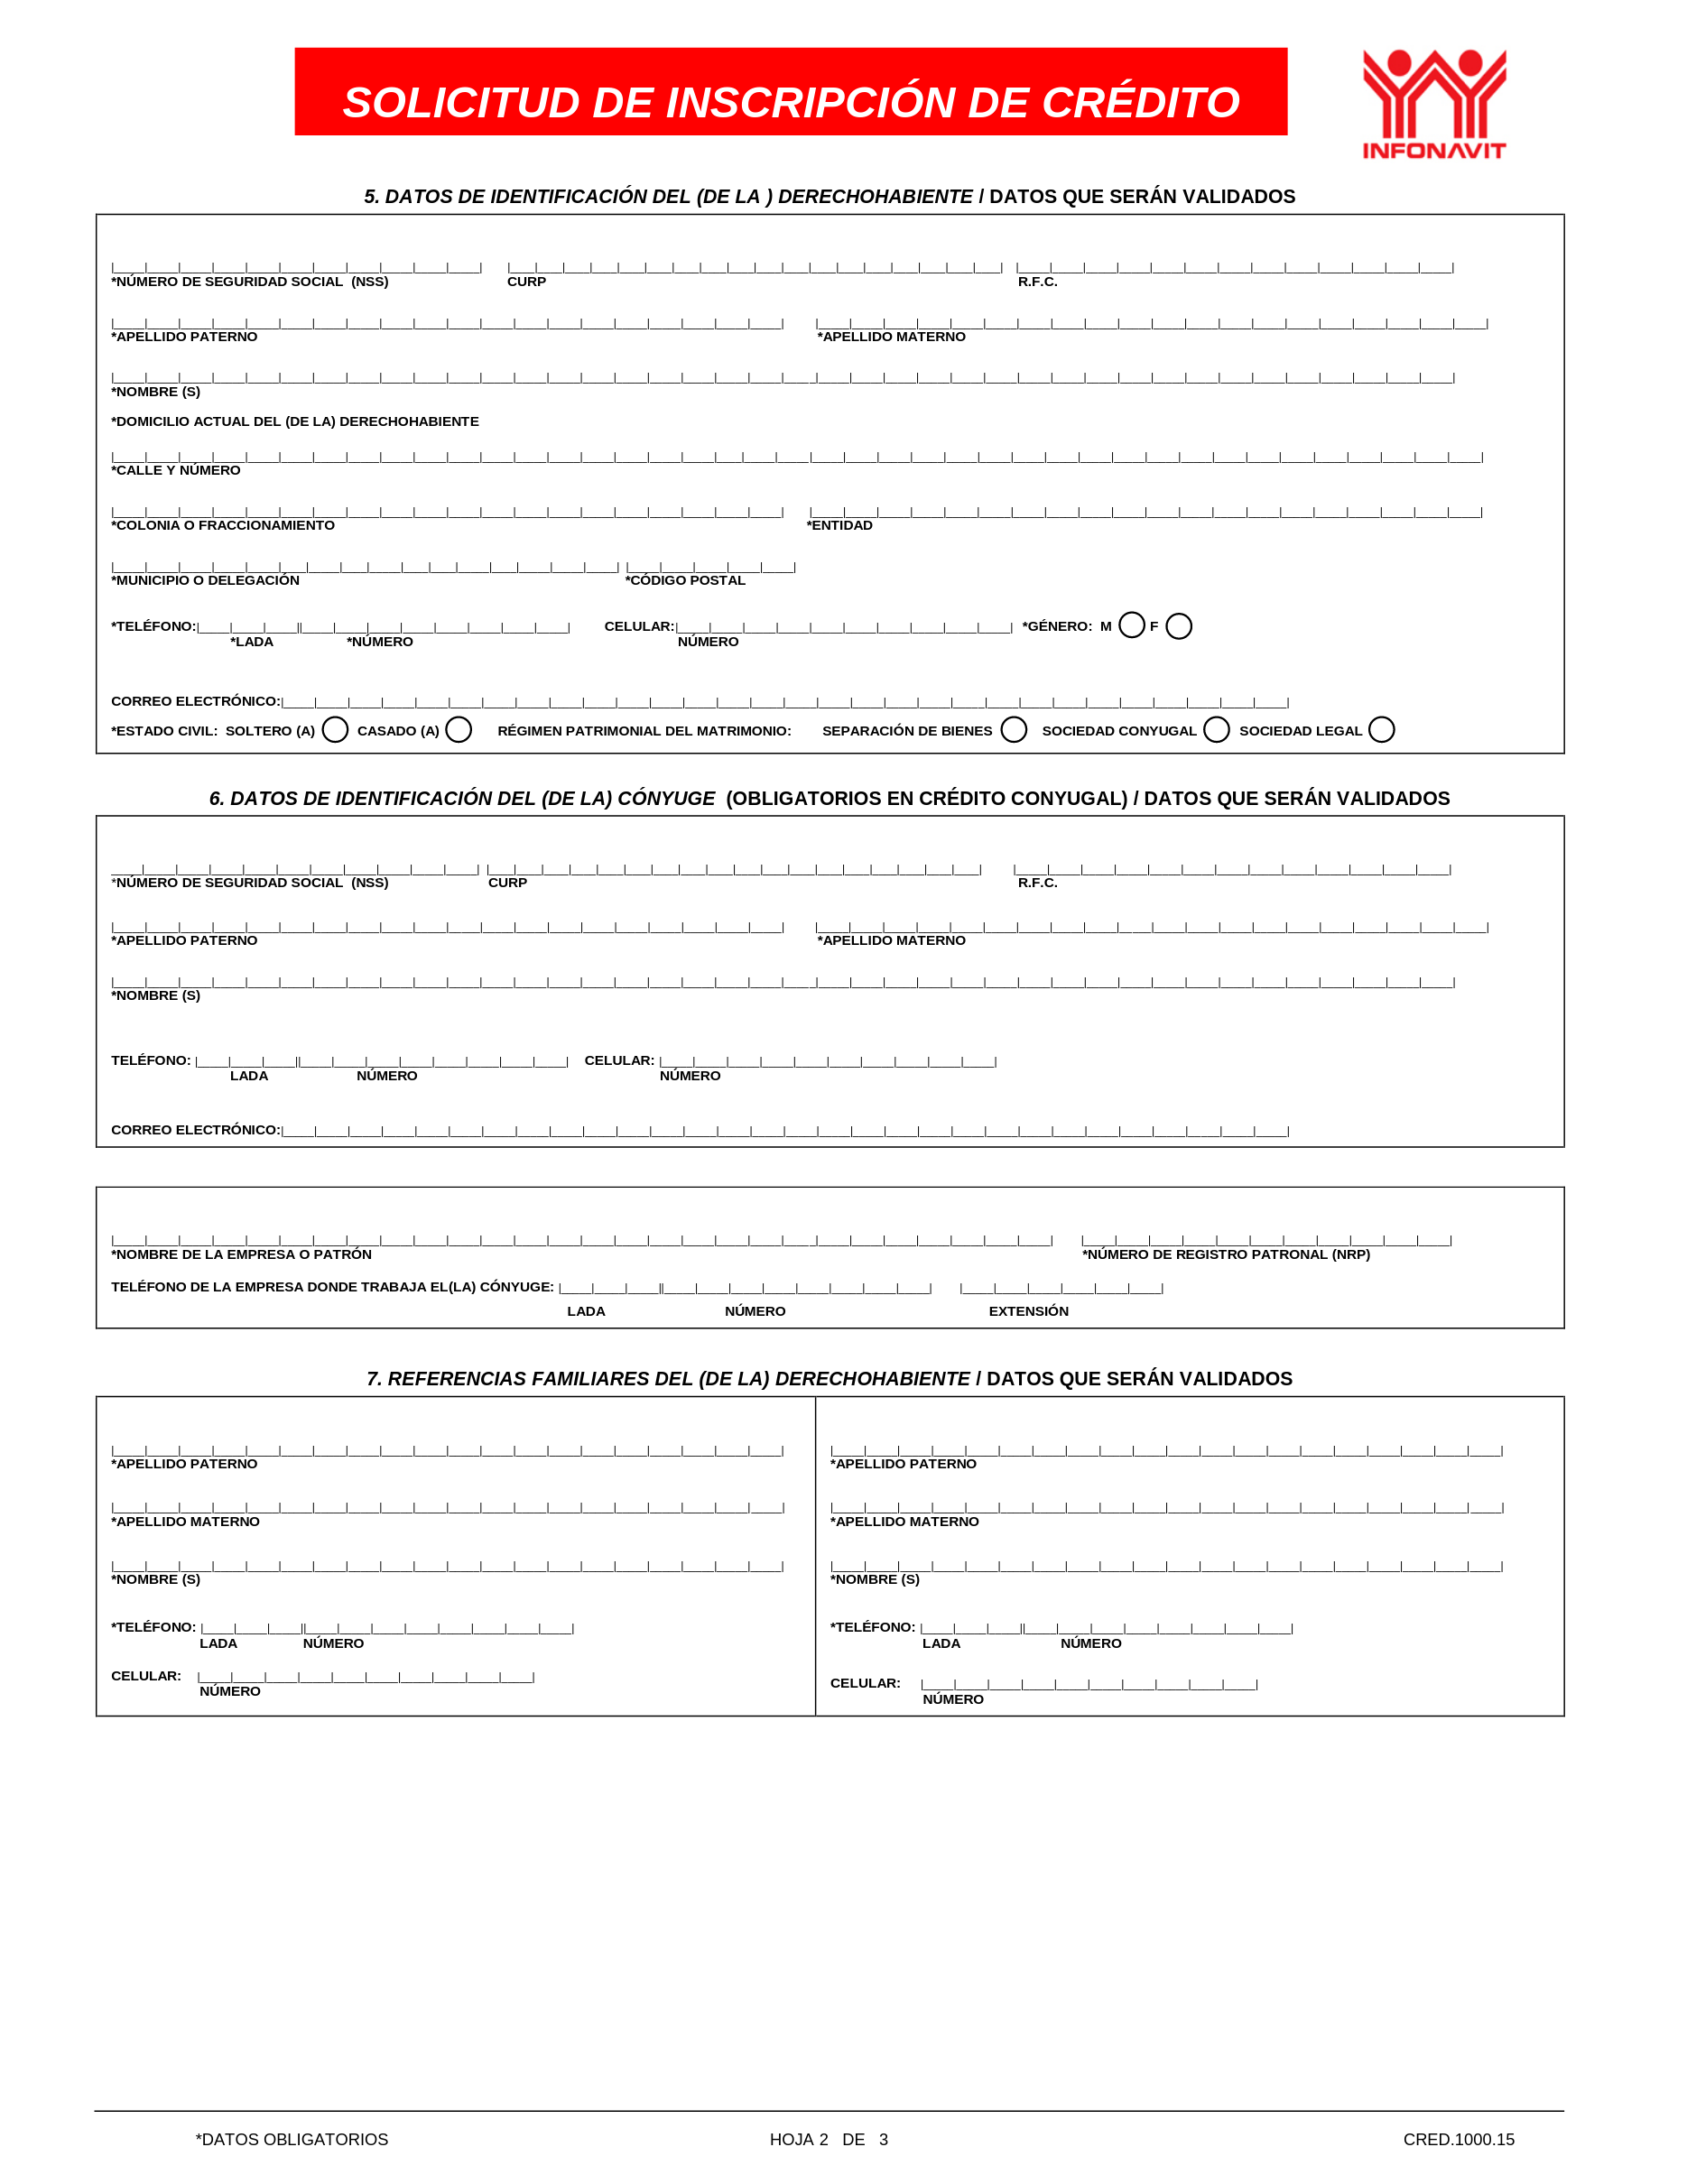 SOLICITUD DE INSCRIPCIÓN DE CRÉDITO
INFONAVIT
5. DATOS DE IDENTIFICACIÓN DEL (DE LA ) DERECHOHABIENTE / DATOS QUE SERÁN VALIDADOS
*NÚMERO DE SEGURIDAD SOCIAL (NSS) CURP R.F.C.
*APELLIDO PATERNO *APELLIDO MATERNO
*NOMBRE (S)
*DOMICILIO ACTUAL DEL (DE LA) DERECHOHABIENTE
*CALLE Y NÚMERO
*COLONIA O FRACCIONAMIENTO *ENTIDAD
*MUNICIPIO O DELEGACIÓN *CÓDIGO POSTAL
*TELÉFONO: CELULAR: *GÉNERO: M F
*LADA *NÚMERO NÚMERO
CORREO ELECTRÓNICO:
*ESTADO CIVIL: SOLTERO (A) CASADO (A) RÉGIMEN PATRIMONIAL DEL MATRIMONIO: SEPARACIÓN DE BIENES SOCIEDAD CONYUGAL SOCIEDAD LEGAL
6. DATOS DE IDENTIFICACIÓN DEL (DE LA) CÓNYUGE (OBLIGATORIOS EN CRÉDITO CONYUGAL) / DATOS QUE SERÁN VALIDADOS
*NÚMERO DE SEGURIDAD SOCIAL (NSS) CURP R.F.C.
*APELLIDO PATERNO *APELLIDO MATERNO
*NOMBRE (S)
TELÉFONO: CELULAR:
LADA NÚMERO NÚMERO
CORREO ELECTRÓNICO:
*NOMBRE DE LA EMPRESA O PATRÓN *NÚMERO DE REGISTRO PATRONAL (NRP)
TELÉFONO DE LA EMPRESA DONDE TRABAJA EL(LA) CÓNYUGE:
LADA NÚMERO EXTENSIÓN
7. REFERENCIAS FAMILIARES DEL (DE LA) DERECHOHABIENTE / DATOS QUE SERÁN VALIDADOS
*APELLIDO PATERNO
*APELLIDO MATERNO
*NOMBRE (S)
*TELÉFONO:
LADA NÚMERO
CELULAR:
NÚMERO
*APELLIDO PATERNO
*APELLIDO MATERNO
*NOMBRE (S)
*TELÉFONO:
LADA NÚMERO
CELULAR:
NÚMERO
*DATOS OBLIGATORIOS HOJA 2 DE 3 CRED.1000.15